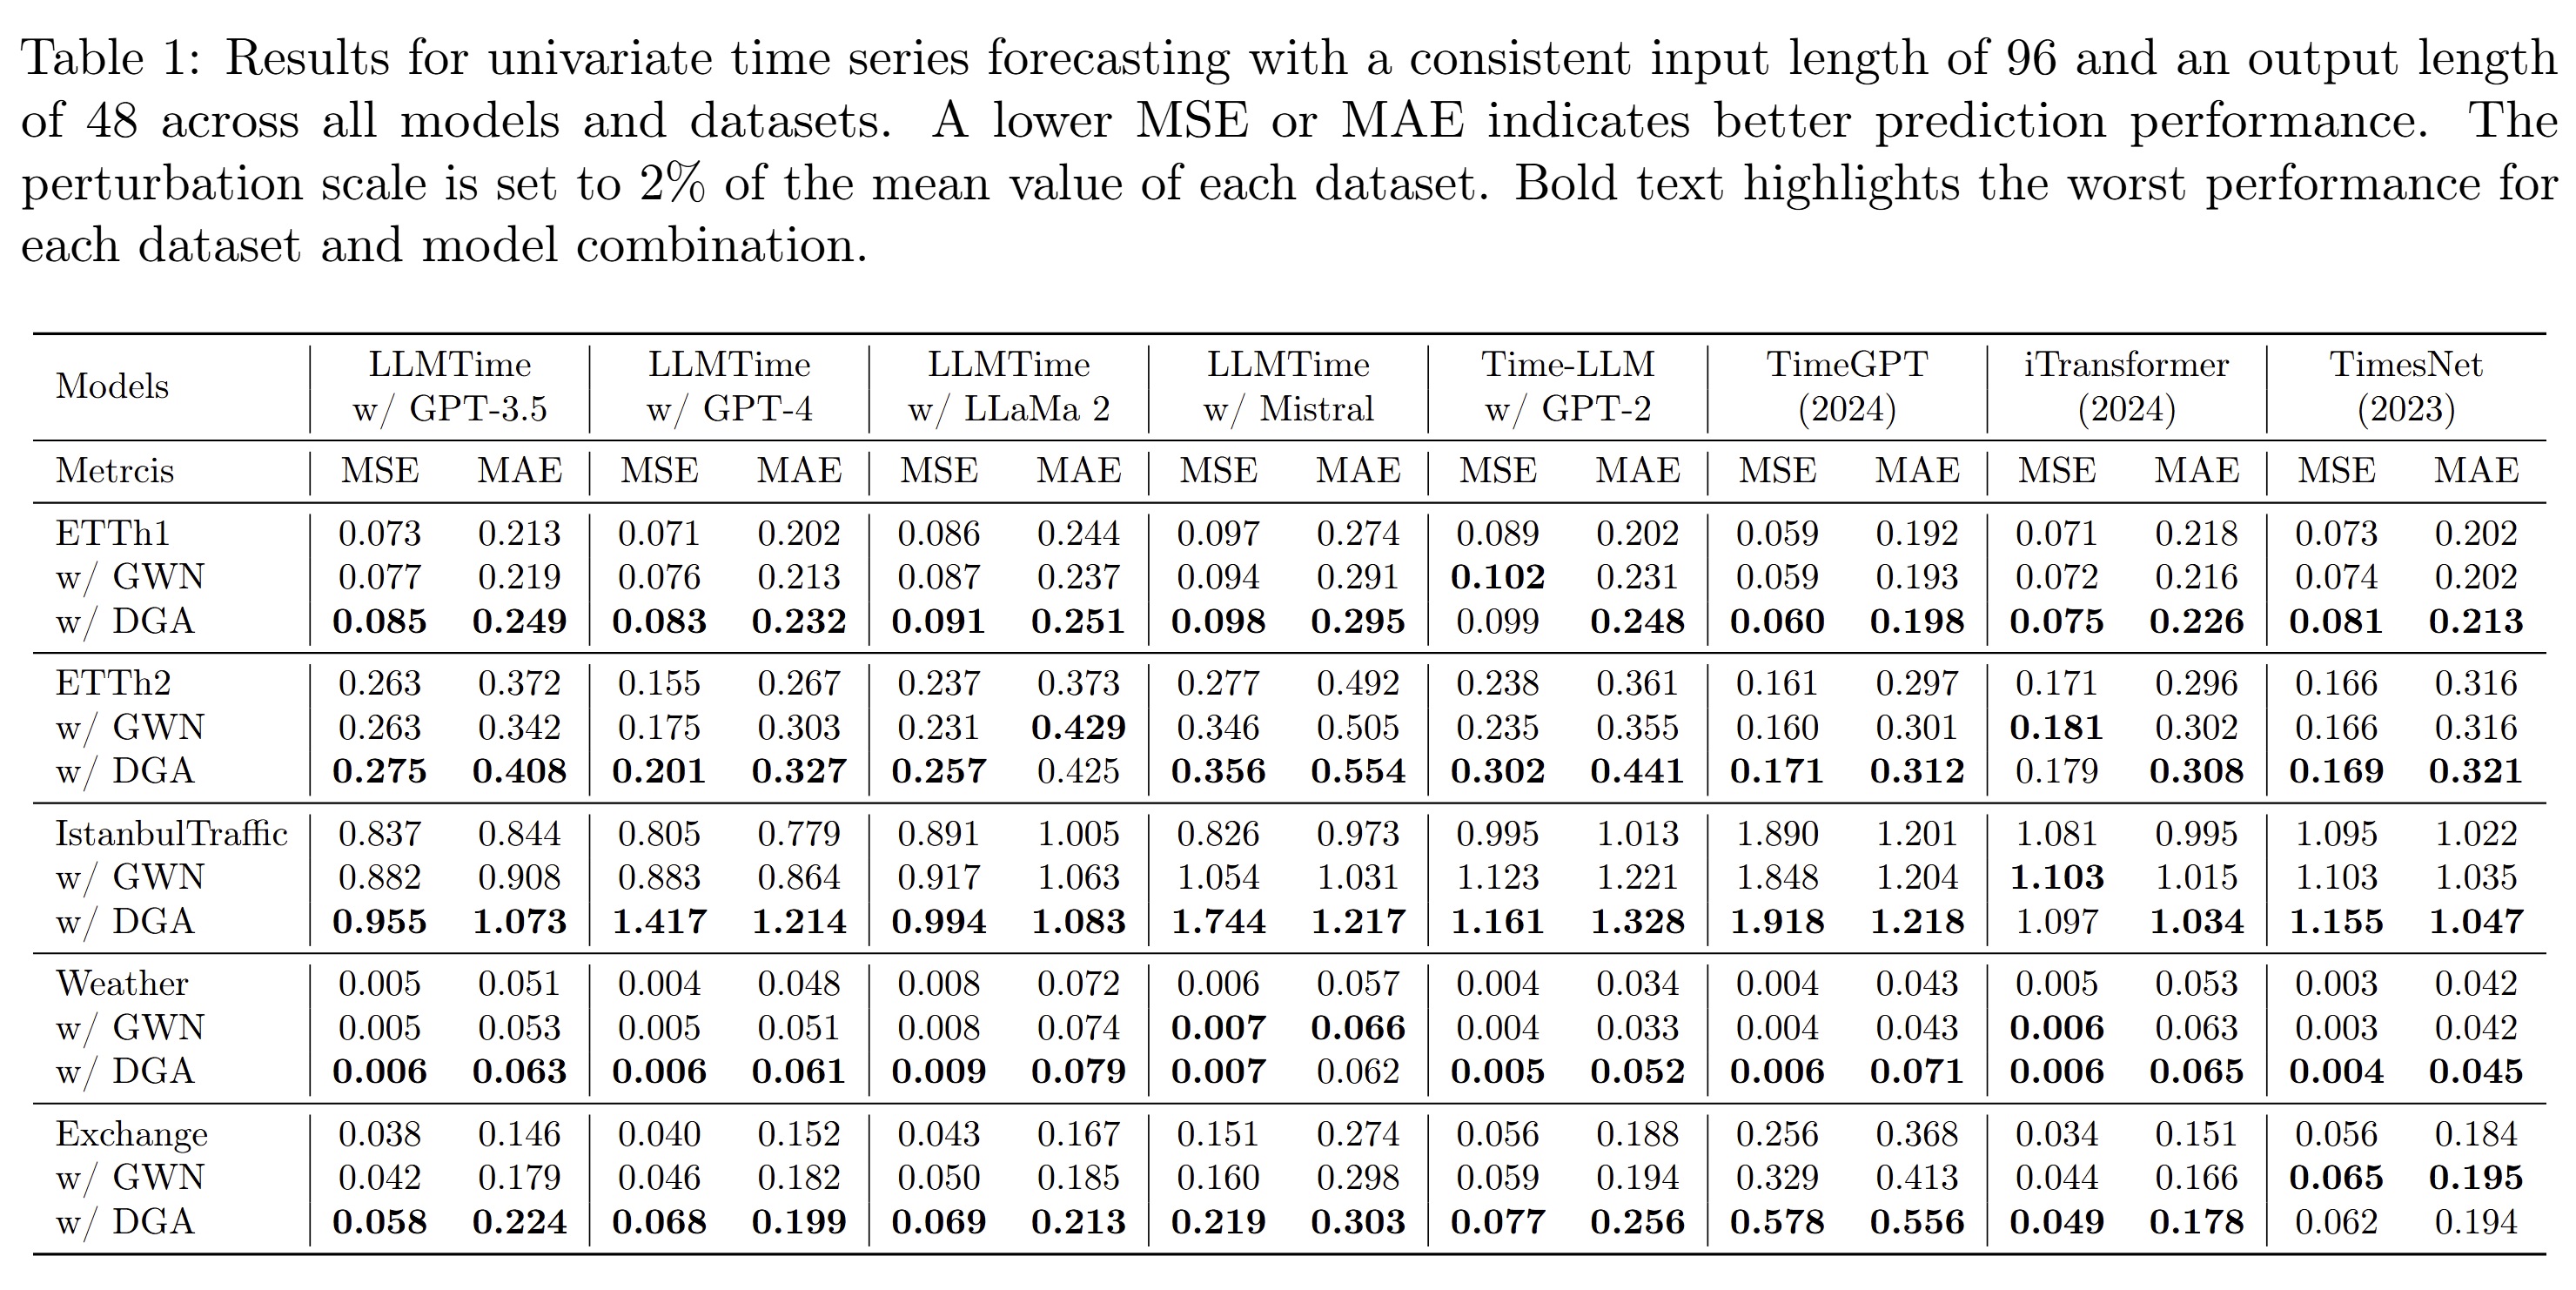 Table 1: Results for univariate time series forecasting with a consistent input length of 96 and an output length
of 48 across all models and datasets. A lower MSE or MAE indicates better prediction performance. The
perturbation scale is set to 2% of the mean value of each dataset. Bold text highlights the worst performance for
each dataset and model combination.
Models LLMTime w/ GPT-3.5 LLMTime w/ GPT-4 LLMTime w/ LLaMa 2 LLMTime w/ Mistral Time-LLM w/ GPT-2 TimeGPT (2024) iTransformer (2024) TimesNet (2023)
Metrcis MSE MAE MSE MAE MSE MAE MSE MAE MSE MAE MSE MAE MSE MAE MSE MAE
ETTh1 0.073 0.213 0.071 0.202 0.086 0.244 0.097 0.274 0.089 0.202 0.059 0.192 0.071 0.218 0.073 0.202
w/ GWN 0.077 0.219 0.076 0.213 0.087 0.237 0.094 0.291 0.102 0.231 0.059 0.193 0.072 0.216 0.074 0.202
w/ DGA 0.085 0.249 0.083 0.232 0.091 0.251 0.098 0.295 0.099 0.248 0.060 0.198 0.075 0.226 0.081 0.213
ETTh2 0.263 0.372 0.155 0.267 0.237 0.373 0.277 0.492 0.238 0.361 0.161 0.297 0.171 0.296 0.166 0.316
w/ GWN 0.263 0.342 0.175 0.303 0.231 0.429 0.346 0.505 0.235 0.355 0.160 0.301 0.181 0.302 0.166 0.316
w/ DGA 0.275 0.408 0.201 0.327 0.257 0.425 0.356 0.554 0.302 0.441 0.171 0.312 0.179 0.308 0.169 0.321
IstanbulTraffic 0.837 0.844 0.805 0.779 0.891 1.005 0.826 0.973 0.995 1.013 1.890 1.201 1.081 0.995 1.095 1.022
w/ GWN 0.882 0.908 0.883 0.864 0.917 1.063 1.054 1.031 1.123 1.221 1.848 1.204 1.103 1.015 1.103 1.035
w/ DGA 0.955 1.073 1.417 1.214 0.994 1.083 1.744 1.217 1.161 1.328 1.918 1.218 1.097 1.034 1.155 1.047
Weather 0.005 0.051 0.004 0.048 0.008 0.072 0.006 0.057 0.004 0.034 0.004 0.043 0.005 0.053 0.003 0.042
w/ GWN 0.005 0.053 0.005 0.051 0.008 0.074 0.007 0.066 0.004 0.033 0.004 0.043 0.006 0.063 0.003 0.042
w/ DGA 0.006 0.063 0.006 0.061 0.009 0.079 0.007 0.062 0.005 0.052 0.006 0.071 0.006 0.065 0.004 0.045
Exchange 0.038 0.146 0.040 0.152 0.043 0.167 0.151 0.274 0.056 0.188 0.256 0.368 0.034 0.151 0.056 0.184
w/ GWN 0.042 0.179 0.046 0.182 0.050 0.185 0.160 0.298 0.059 0.194 0.329 0.413 0.044 0.166 0.065 0.195
w/ DGA 0.058 0.224 0.068 0.199 0.069 0.213 0.219 0.303 0.077 0.256 0.578 0.556 0.049 0.178 0.062 0.194